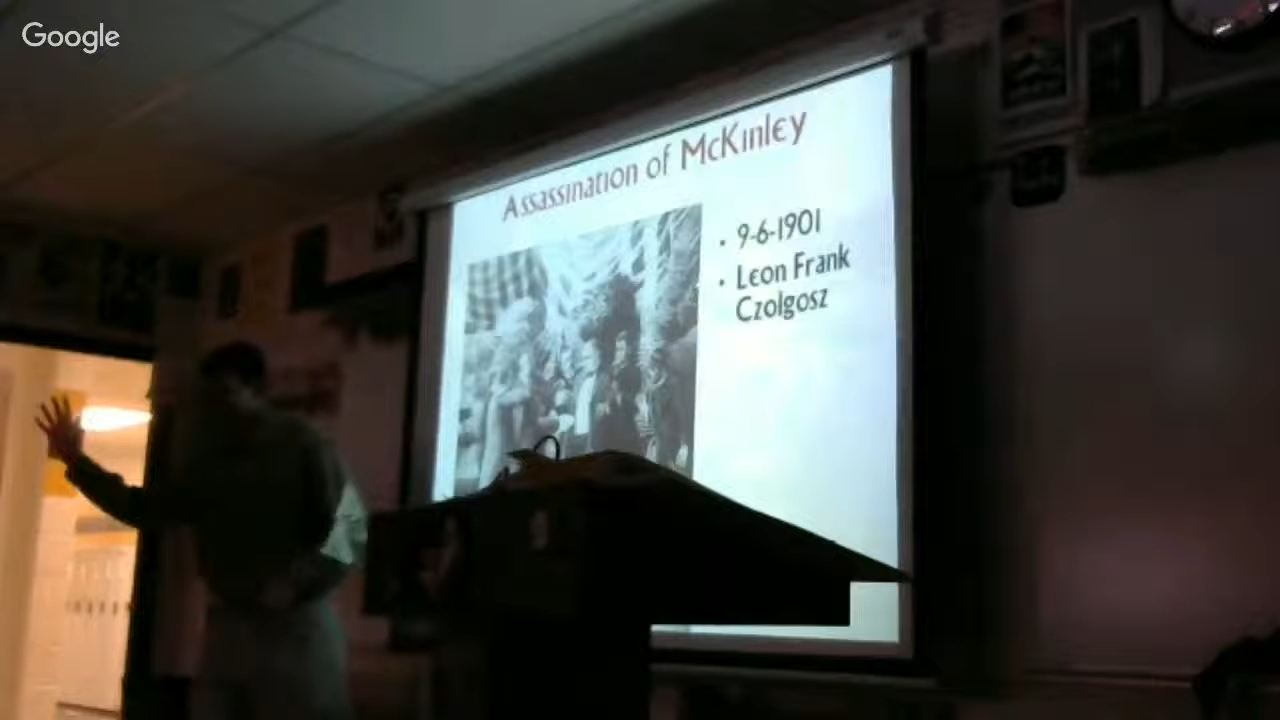 Google
Assassination of McKinley
• 9-6-1901
• Leon Frank
Czolgosz